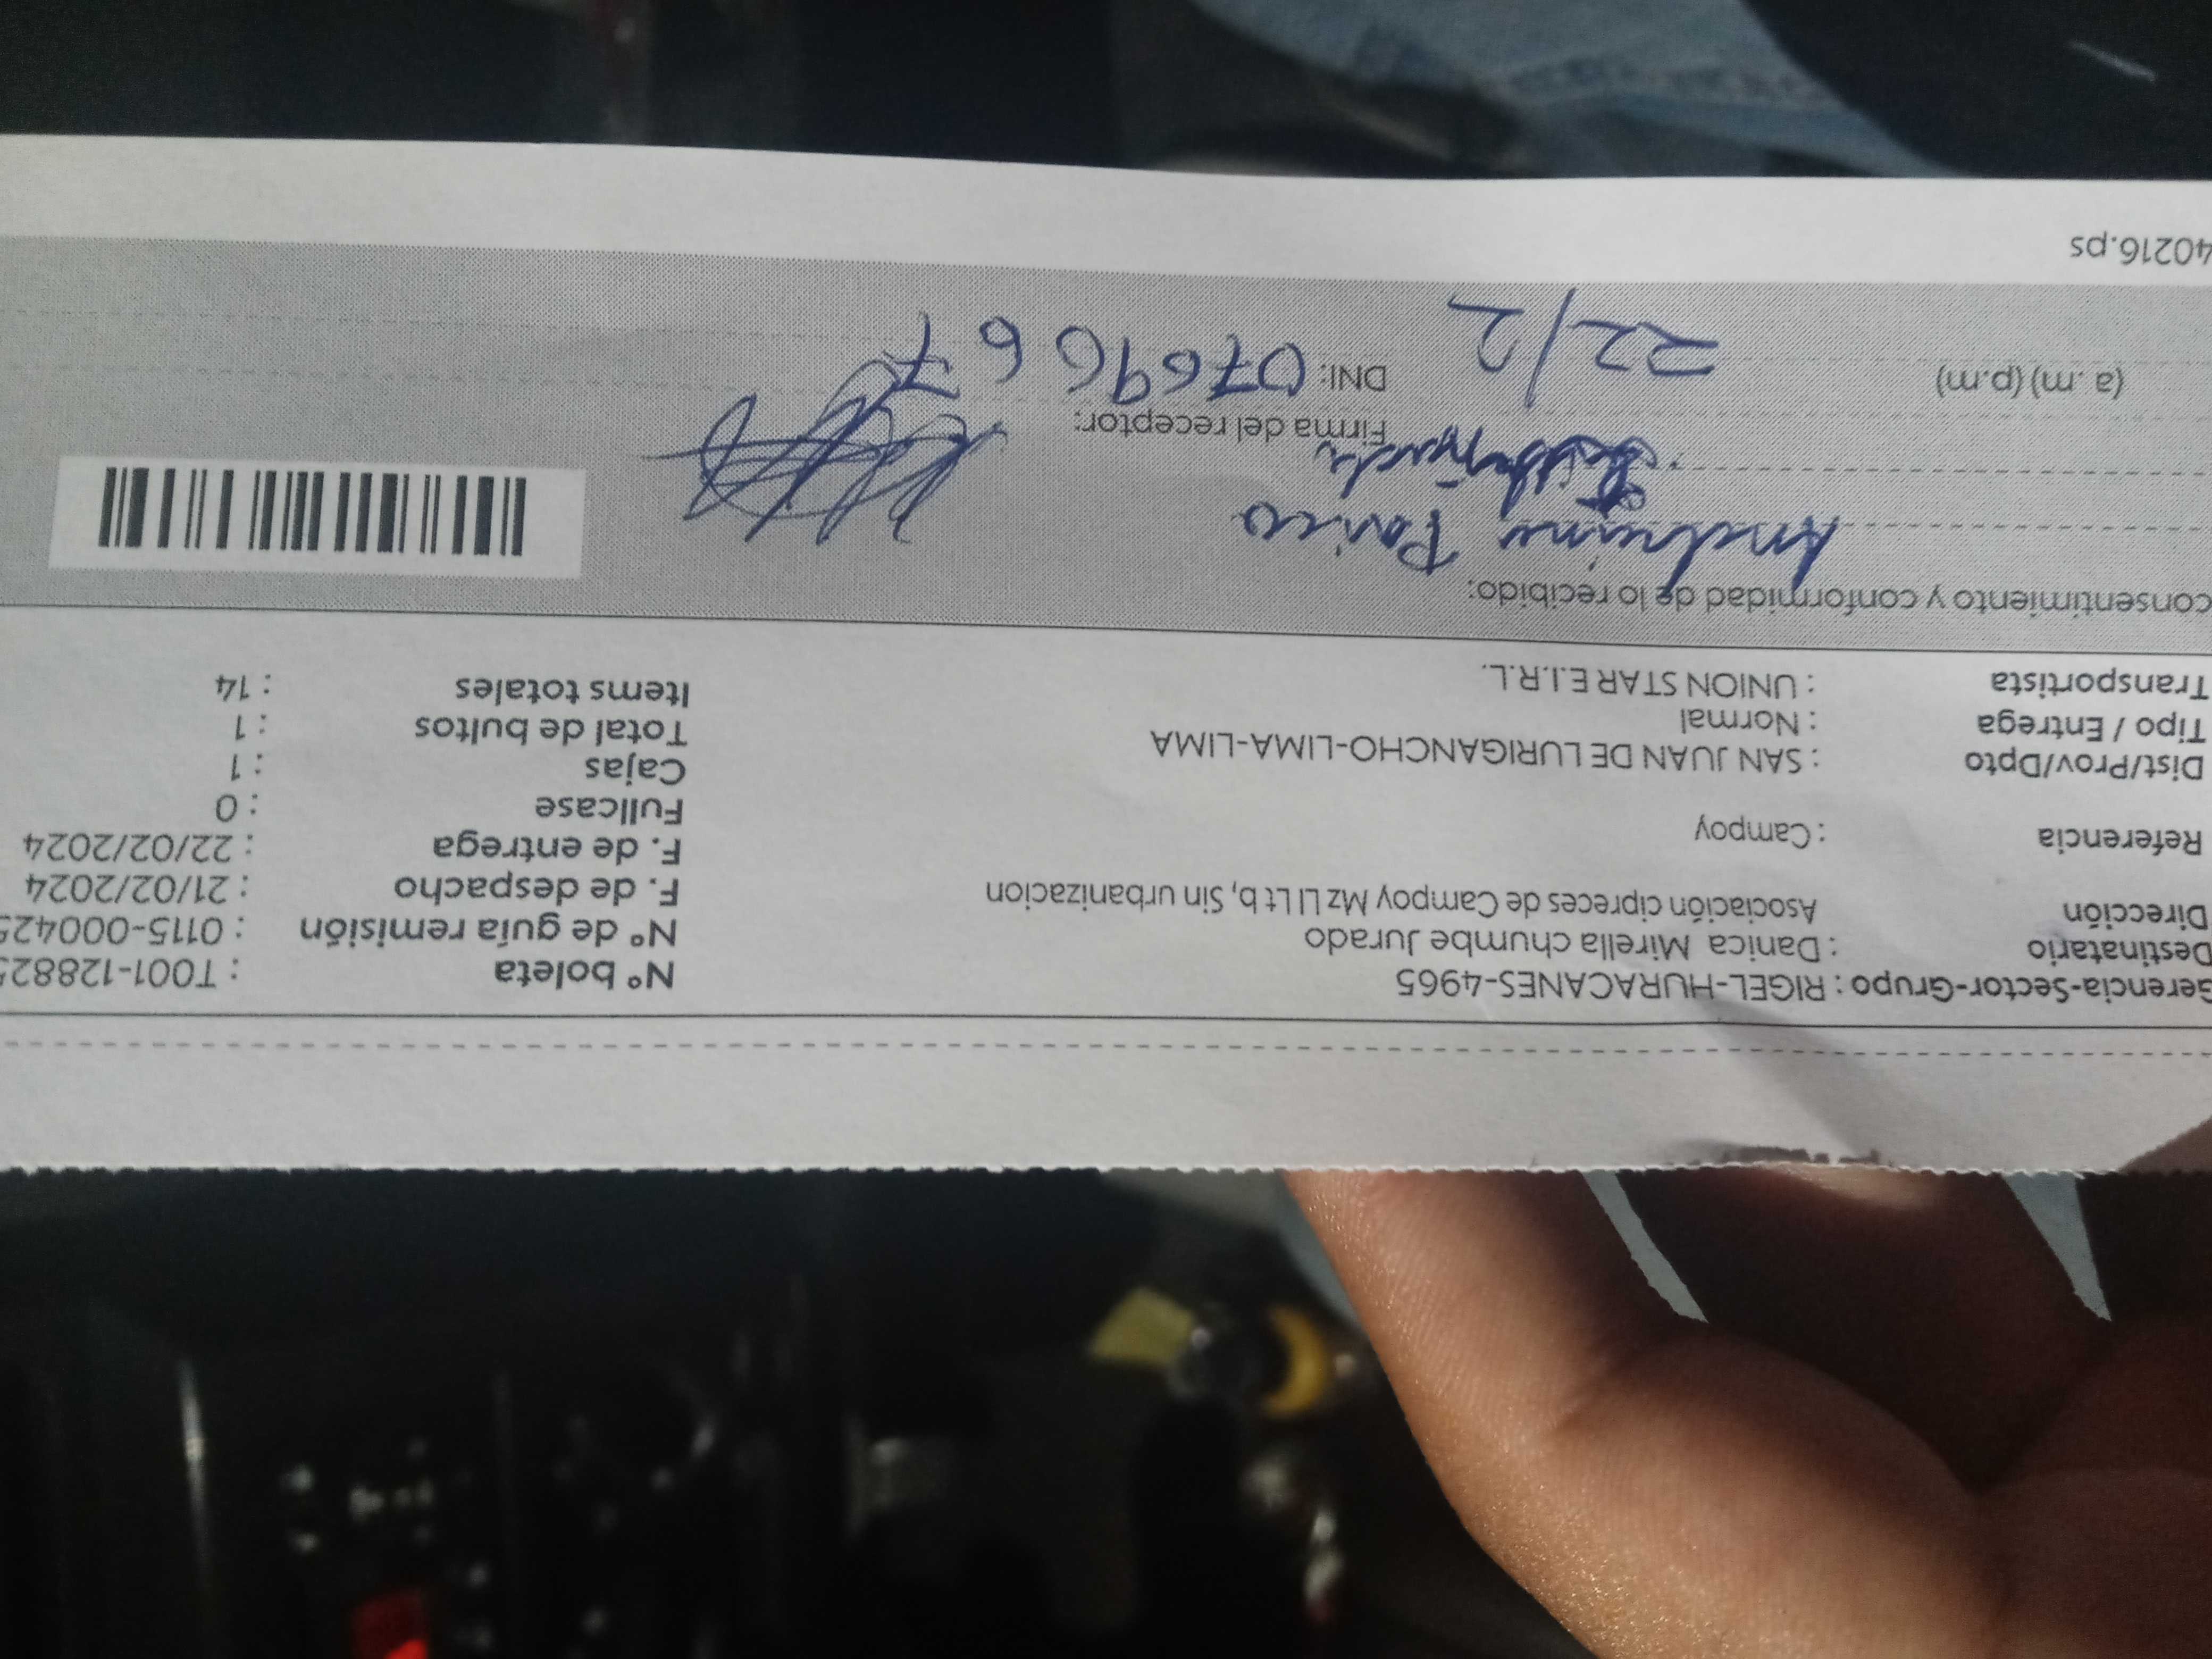 Gerencia-Sector-Grupo : RIGEL-HURACANES-4965
Destinatario : Danica Mirella chumbe Jurado
Dirección Asociación cipreces de Campoy Mz Ll Lt b, Sin urbanizacion
Referencia : Campoy
Dist/Prov/Dpto : SAN JUAN DE LURIGANCHO-LIMA-LIMA
Tipo / Entrega : Normal
Transportista : UNION STAR E.I.R.L.
N° boleta : T001-128825
N° de guía remisión : 0115-000425
F. de despacho : 21/02/2024
F. de entrega : 22/02/2024
Fullcase : 0
Cajas : 1
Total de bultos : 1
Items totales : 14
consentimiento y conformidad de lo recibido:
Firma del receptor:
(a .m) (p.m) 22/2 DNI: 07696667
40216.ps